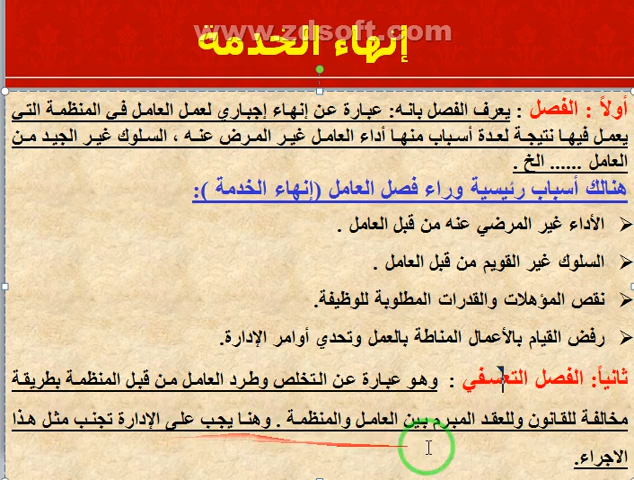 www.zdsoft.com
إنهاء الخدمة
أولاً : الفصل : يعرف الفصل بانه: عبارة عن إنهاء إجباري لعمل العامل في المنظمة التي
يعمل فيها نتيجة لعدة أسباب منها أداء العامل غير المرض عنه ، السلوك غير الجيد من
العامل ...... الخ .
هنالك أسباب رئيسية وراء فصل العامل (إنهاء الخدمة ):
الأداء غير المرضي عنه من قبل العامل .
السلوك غير القويم من قبل العامل .
نقص المؤهلات والقدرات المطلوبة للوظيفة.
رفض القيام بالأعمال المناطة بالعمل وتحدي أوامر الإدارة.
ثانياً: الفصل التعسفي : وهو عبارة عن التخلص وطرد العامل من قبل المنظمة بطريقة
مخالفة للقانون وللعقد المبرم بين العامل والمنظمة . وهنا يجب على الإدارة تجنب مثل هذا
الاجراء.